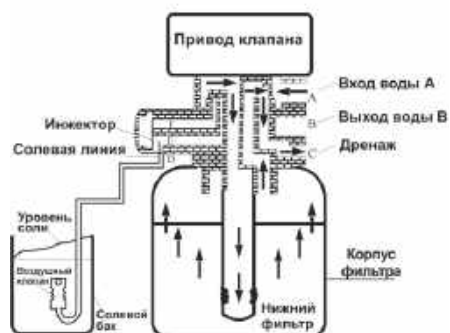 Привод клапана
Вход воды А
А
Инжектор
В
Выход воды В
Солевая линия
D
С
Дренаж
Уровень
соли
Воздушный
клапан
Солевой
бак
Нижний
фильтр
Корпус
фильтра